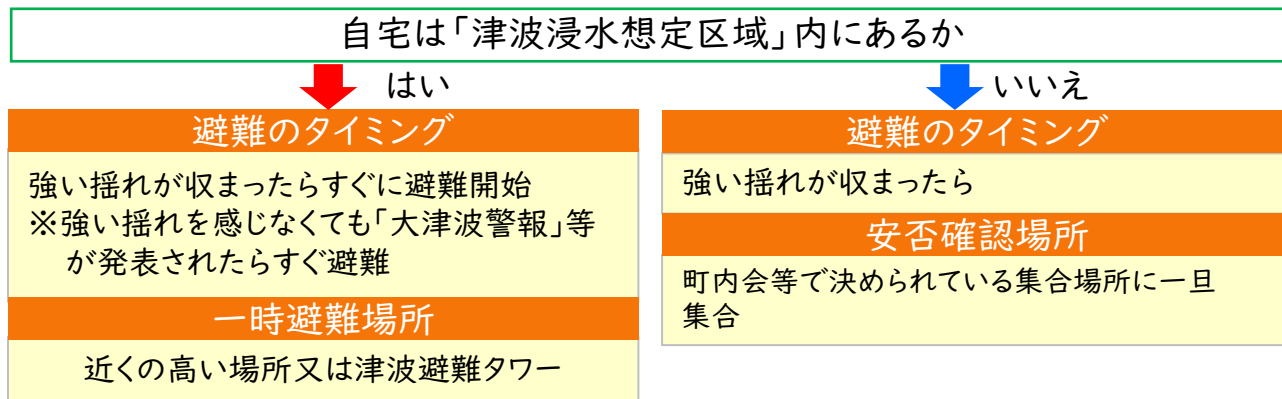 自宅は「津波浸水想定区域」内にあるか
はい
避難のタイミング
強い揺れが収まったらすぐに避難開始
※強い揺れを感じなくても「大津波警報」等
が発表されたらすぐ避難
一時避難場所
近くの高い場所又は津波避難タワー
いいえ
避難のタイミング
強い揺れが収まったら
安否確認場所
町内会等で決められている集合場所に一旦
集合